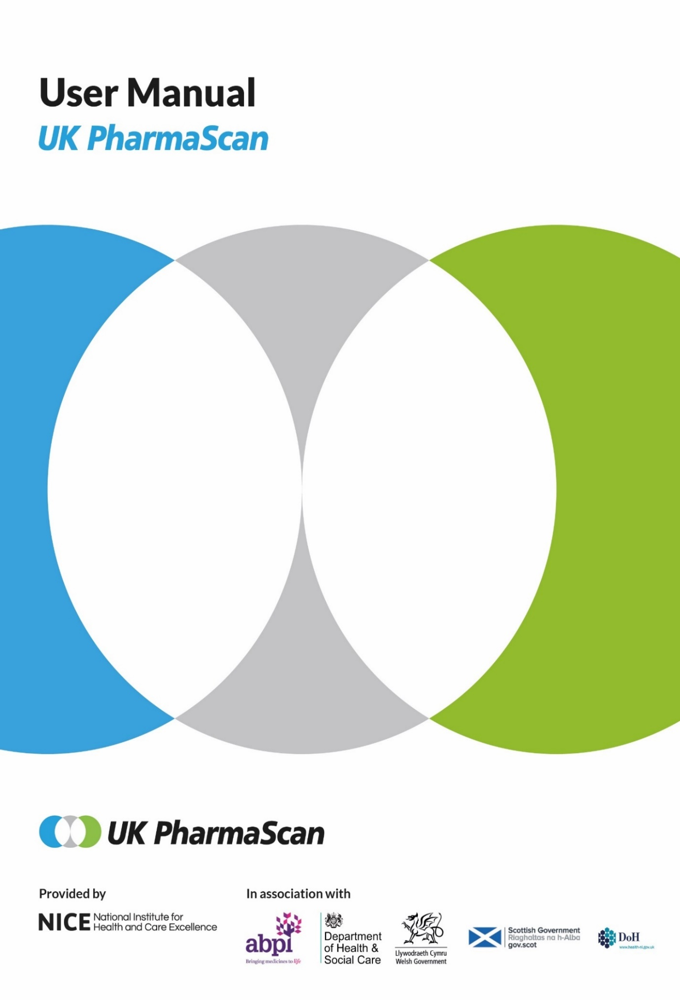 User Manual
UK PharmaScan
UK PharmaScan
Provided by
NICE National Institute for
Health and Care Excellence
In association with
abpi
Bringing medicines to life
Department
of Health &
Social Care
Llywodraeth Cymru
Welsh Government
Scottish Government
Riaghaltas na h-Alba
gov.scot
DoH
www.health-ni.gov.uk